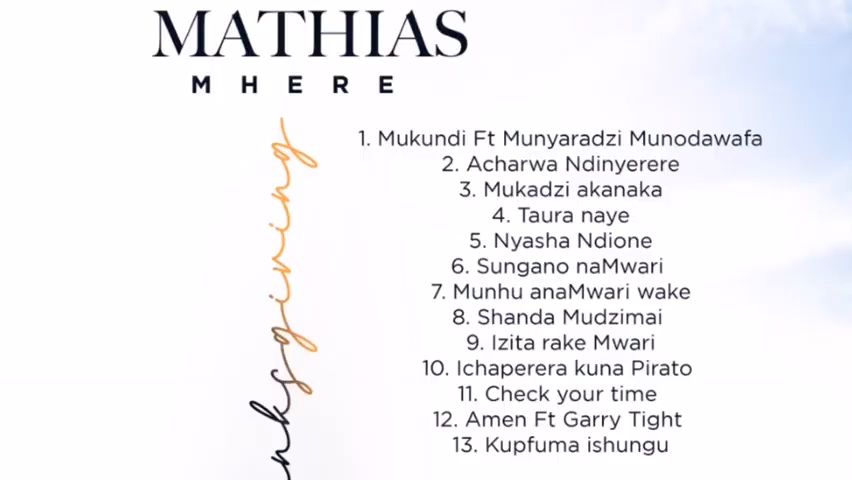 MATHIAS
MHERE
nksgiving
1. Mukundi Ft Munyaradzi Munodawafa
2. Acharwa Ndinyerere
3. Mukadzi akanaka
4. Taura naye
5. Nyasha Ndione
6. Sungano naMwari
7. Munhu anaMwari wake
8. Shanda Mudzimai
9. Izita rake Mwari
10. Ichaperera kuna Pirato
11. Check your time
12. Amen Ft Garry Tight
13. Kupfuma ishungu